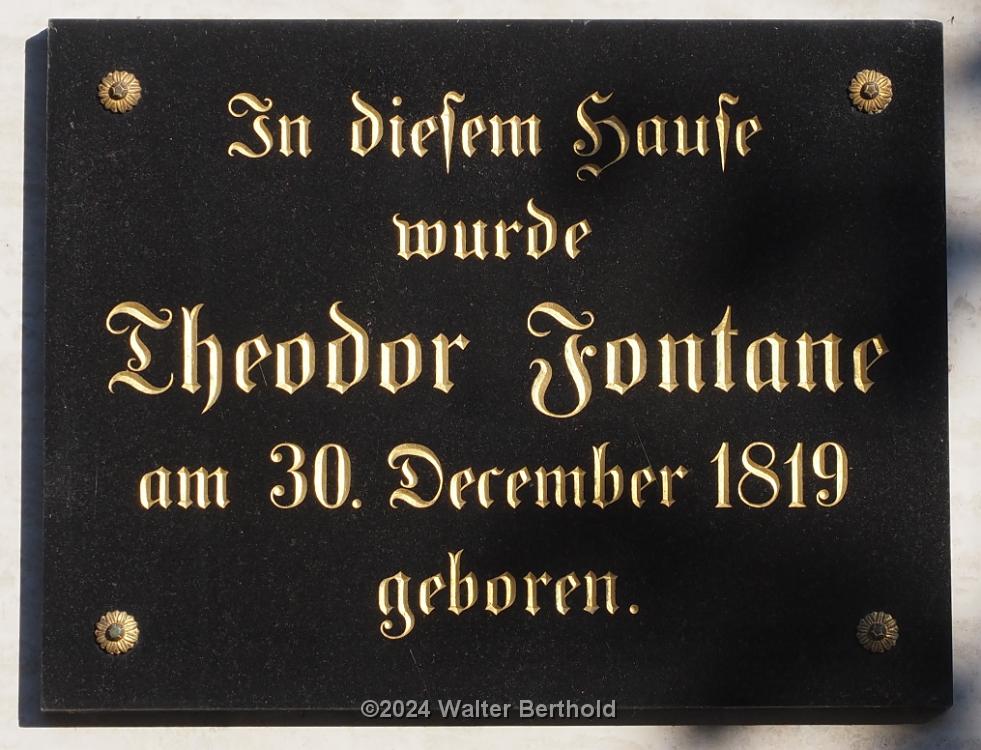 In dieſem Hauſe
wurde
Theodor Fontane
am 30. December 1819
geboren.
©2024 Walter Berthold